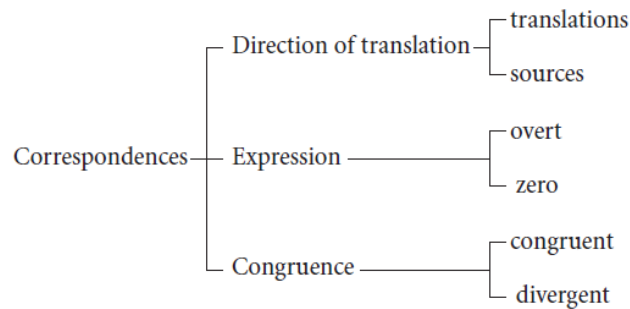 translations
Direction of translation
sources
overt
Correspondences
Expression
zero
congruent
Congruence
divergent